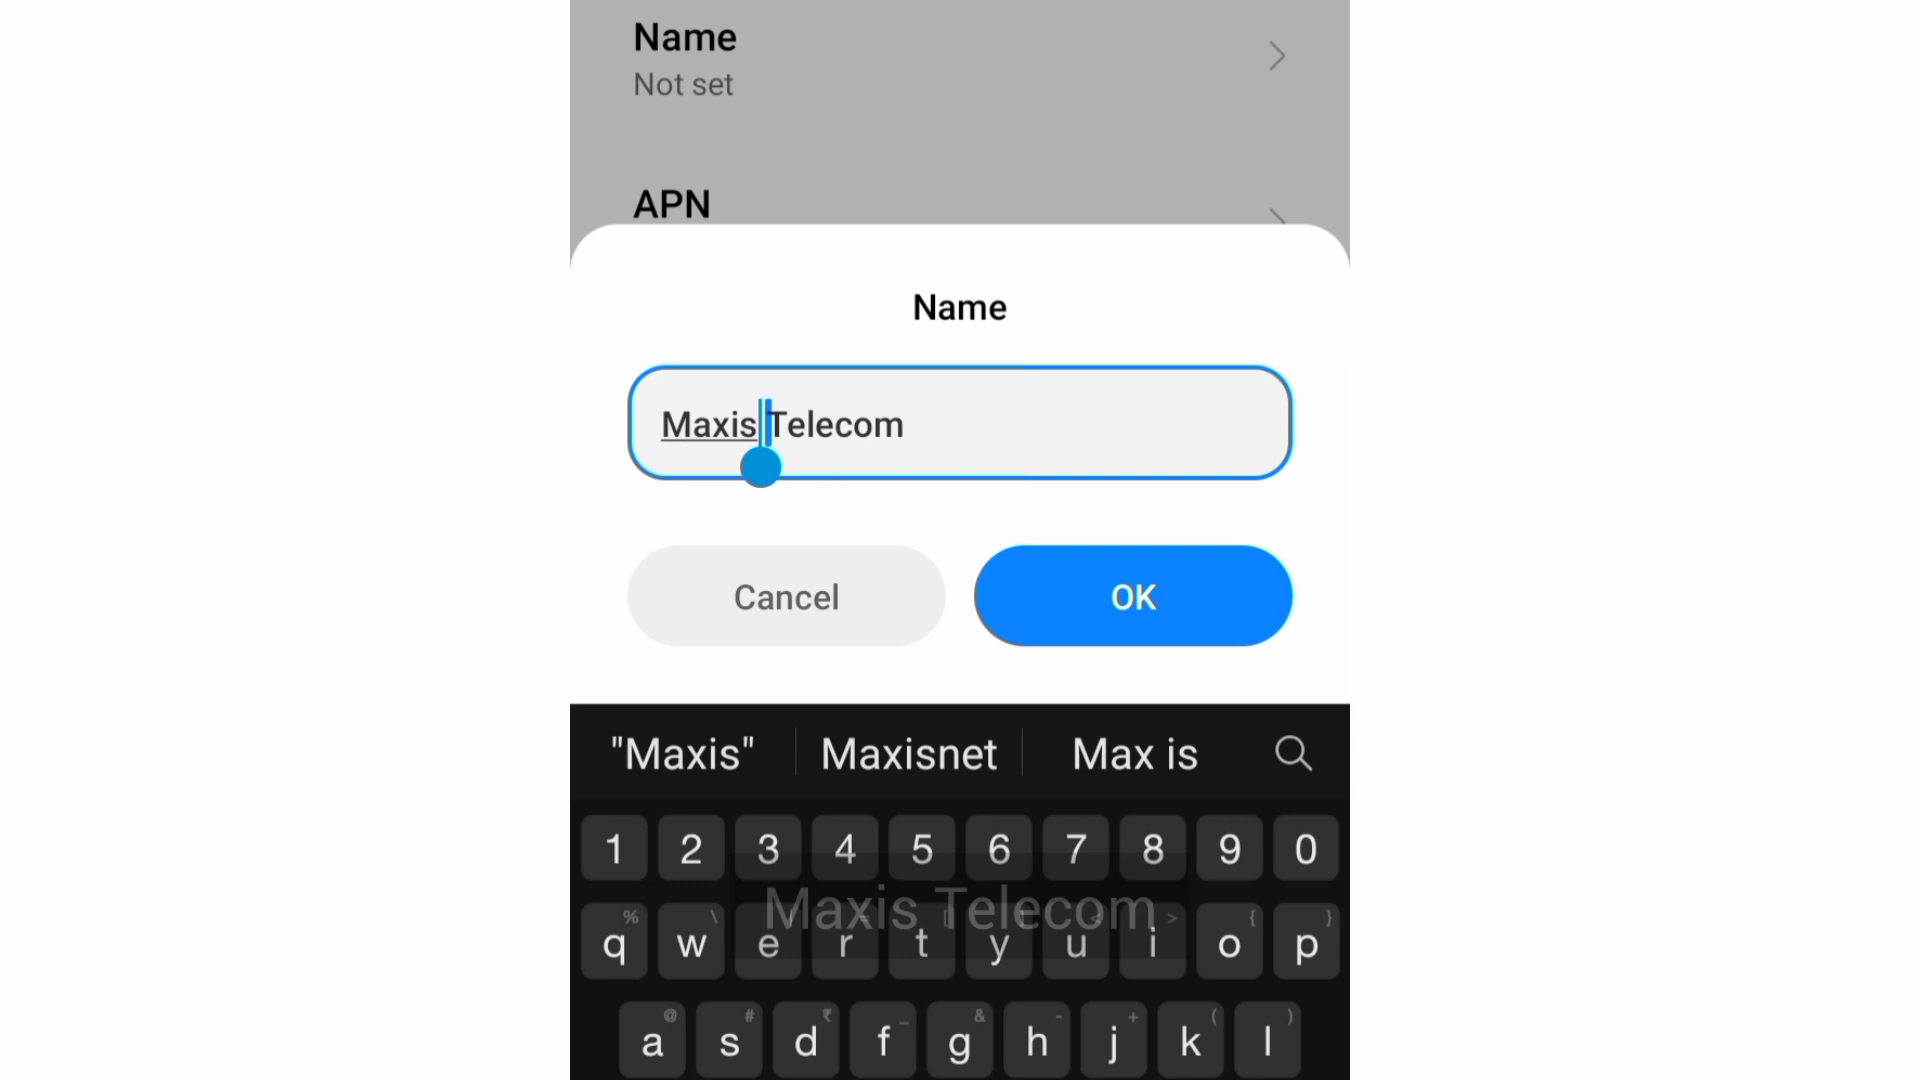 Name
Not set
APN
Name
Maxis Telecom
Cancel
OK
"Maxis" Maxisnet Max is
1 2 3 4 5 6 7 8 9 0
Maxis Telecom
% \ | = [ ] < > { }
q w e r t y u i o p
@ # ₹ _ & - + ( )
a s d f g h j k l